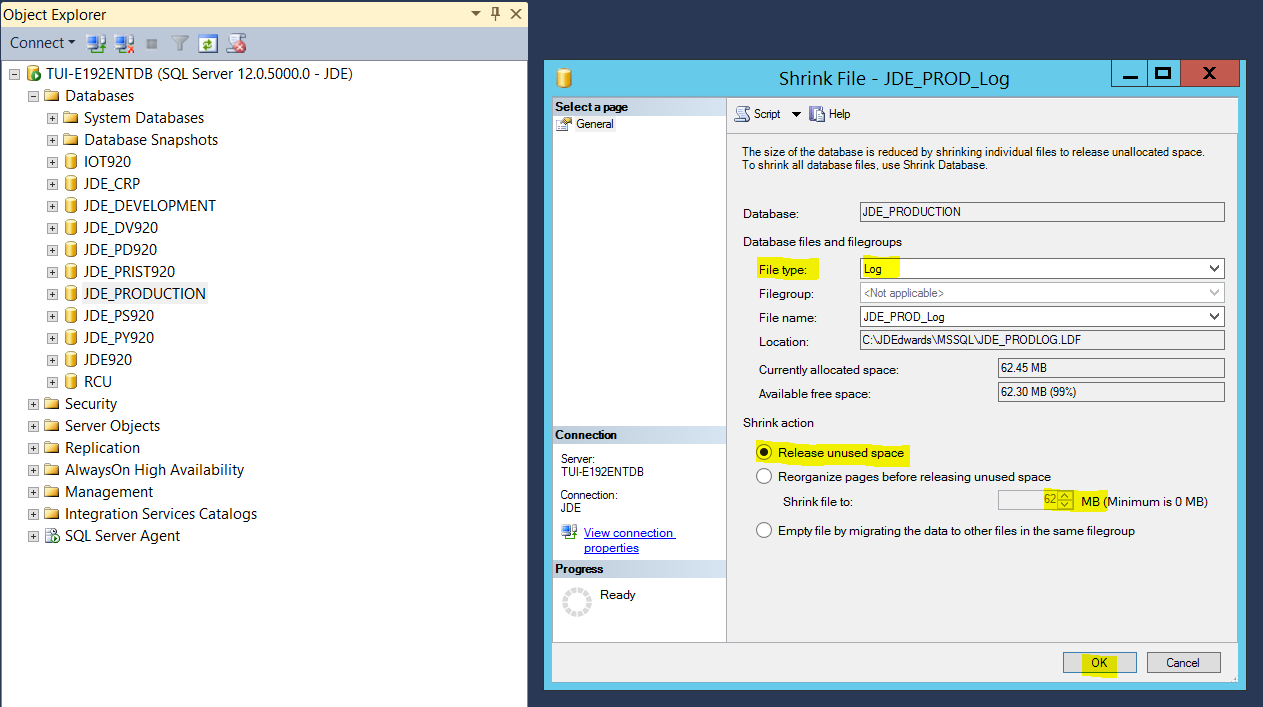 Object Explorer
Connect
TUI-E192ENTDB (SQL Server 12.0.5000.0 - JDE)
Databases
System Databases
Database Snapshots
IOT920
JDE_CRP
JDE_DEVELOPMENT
JDE_DV920
JDE_PD920
JDE_PRIST920
JDE_PRODUCTION
JDE_PS920
JDE_PY920
JDE920
RCU
Security
Server Objects
Replication
AlwaysOn High Availability
Management
Integration Services Catalogs
SQL Server Agent
Shrink File - JDE_PROD_Log
Select a page
General
Connection
Server:
TUI-E192ENTDB
Connection:
JDE
View connection
properties
Progress
Ready
Script Help
The size of the database is reduced by shrinking individual files to release unallocated space.
To shrink all database files, use Shrink Database.
Database: JDE_PRODUCTION
Database files and filegroups
File type: Log
Filegroup: <Not applicable>
File name: JDE_PROD_Log
Location: C:\JDEdwards\MSSQL\JDE_PRODLOG.LDF
Currently allocated space: 62.45 MB
Available free space: 62.30 MB (99%)
Shrink action
Release unused space
Reorganize pages before releasing unused space
Shrink file to: 62 MB (Minimum is 0 MB)
Empty file by migrating the data to other files in the same filegroup
OK Cancel